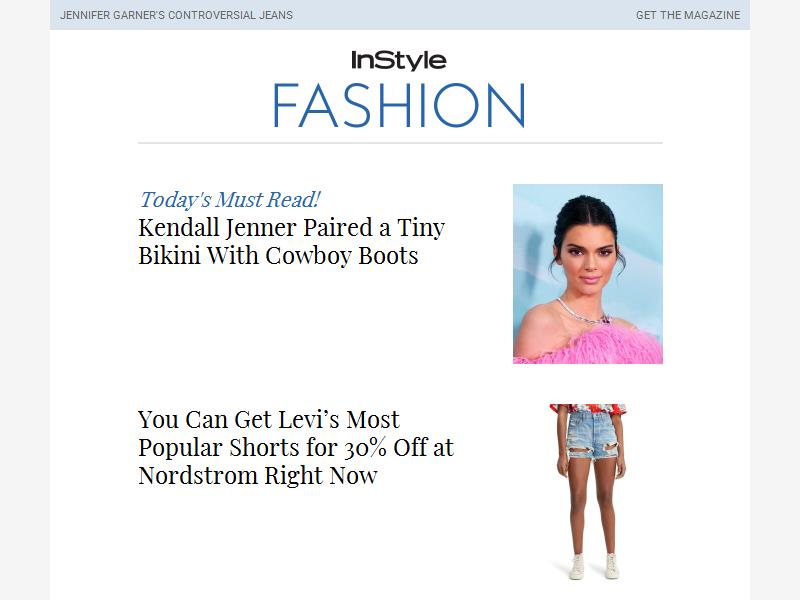 JENNIFER GARNER'S CONTROVERSIAL JEANS
GET THE MAGAZINE
InStyle
FASHION
Today's Must Read!
Kendall Jenner Paired a Tiny
Bikini With Cowboy Boots
You Can Get Levi’s Most
Popular Shorts for 30% Off at
Nordstrom Right Now